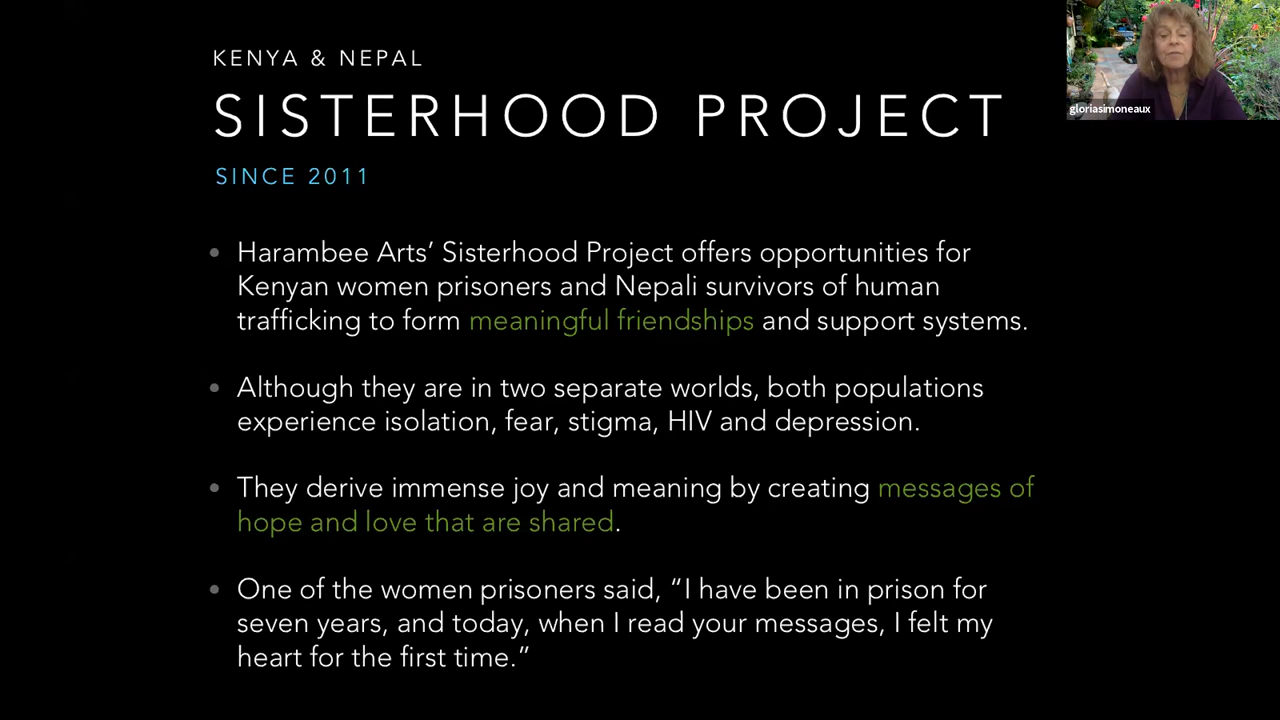 KENYA & NEPAL
SISTERHOOD PROJECT
SINCE 2011
gloriasimoneaux
• Harambee Arts’ Sisterhood Project offers opportunities for
Kenyan women prisoners and Nepali survivors of human
trafficking to form meaningful friendships and support systems.
• Although they are in two separate worlds, both populations
experience isolation, fear, stigma, HIV and depression.
• They derive immense joy and meaning by creating messages of
hope and love that are shared.
• One of the women prisoners said, “I have been in prison for
seven years, and today, when I read your messages, I felt my
heart for the first time.”